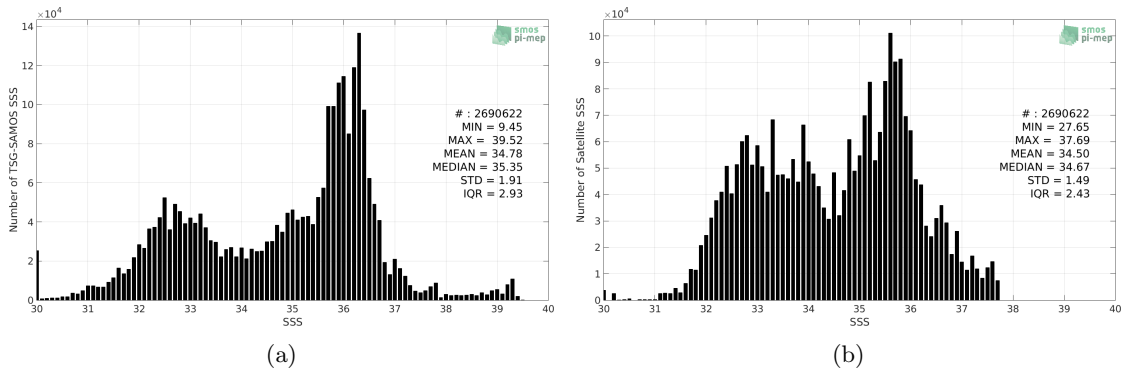 ×10⁴
14
12
10
8
6
4
2
0
Number of TSG-SAMOS SSS
smos
pi-mep
# : 2690622
MIN = 9.45
MAX = 39.52
MEAN = 34.78
MEDIAN = 35.35
STD = 1.91
IQR = 2.93
30 31 32 33 34 35 36 37 38 39 40
SSS
(a)
×10⁴
10
9
8
7
6
5
4
3
2
1
0
Number of Satellite SSS
smos
pi-mep
# : 2690622
MIN = 27.65
MAX = 37.69
MEAN = 34.50
MEDIAN = 34.67
STD = 1.49
IQR = 2.43
30 31 32 33 34 35 36 37 38 39 40
SSS
(b)